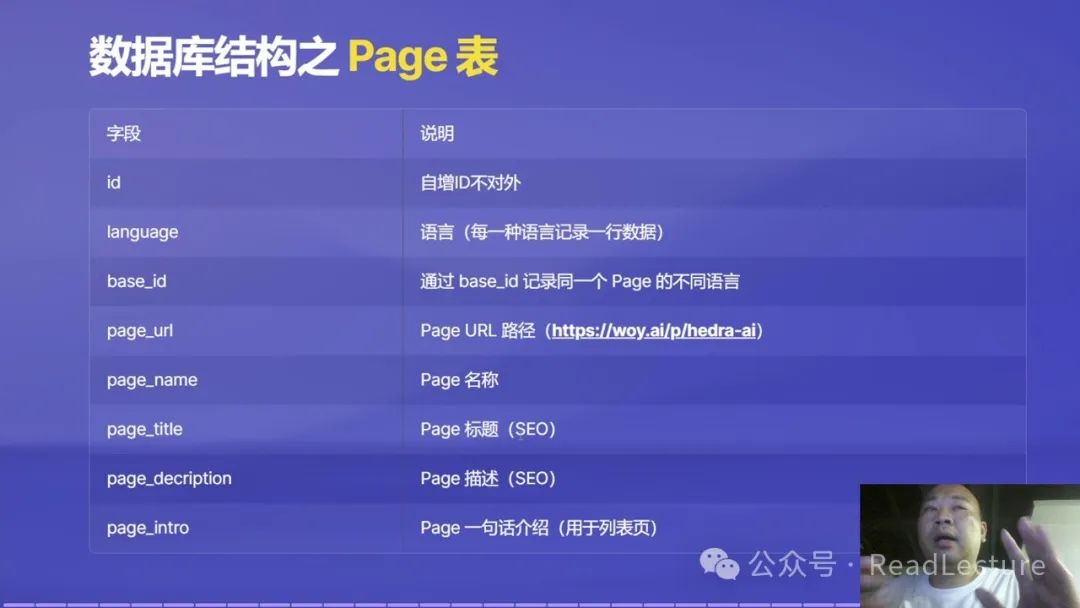 数据库结构之 Page 表
字段 说明
id 自增ID不对外
language 语言（每一种语言记录一行数据）
base_id 通过 base_id 记录同一个 Page 的不同语言
page_url Page URL 路径（https://woy.ai/p/hedra-ai）
page_name Page 名称
page_title Page 标题（SEO）
page_decription Page 描述（SEO）
page_intro Page 一句话介绍（用于列表页）
公众号 · ReadLecture